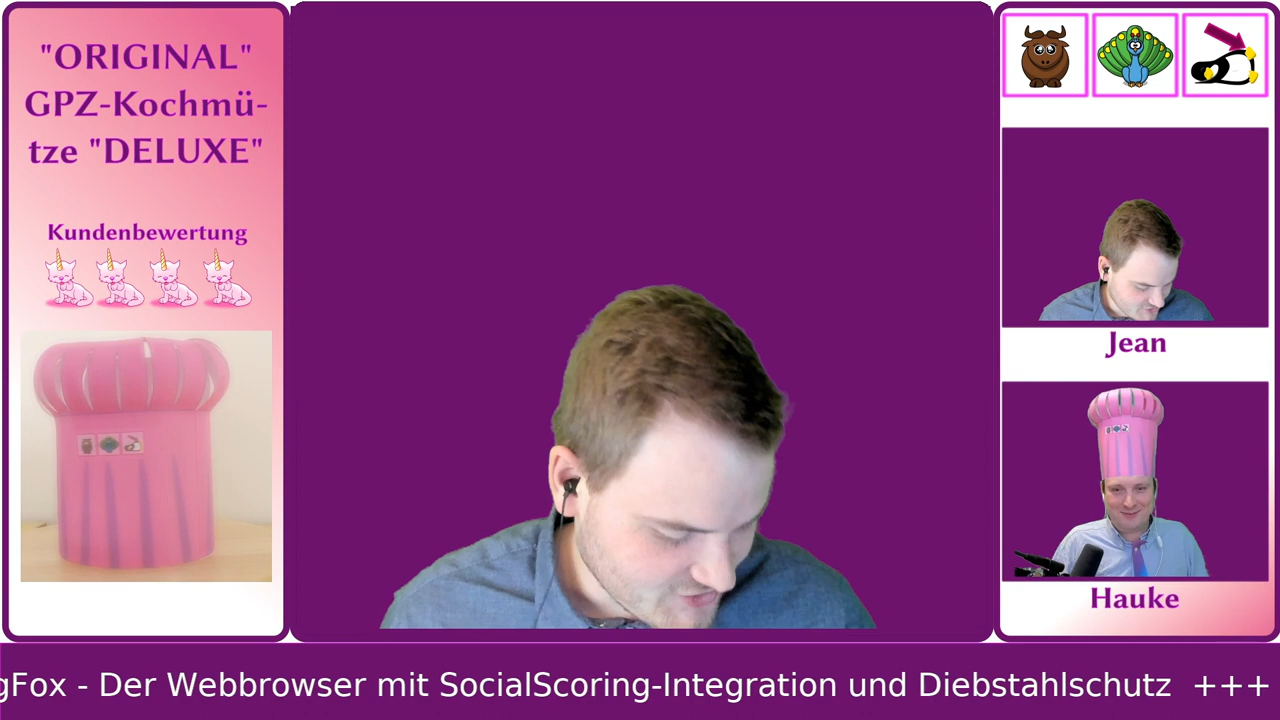 "ORIGINAL"
GPZ-Kochmü-
tze "DELUXE"
Kundenbewertung
Jean
Hauke
gFox - Der Webbrowser mit SocialScoring-Integration und Diebstahlschutz +++